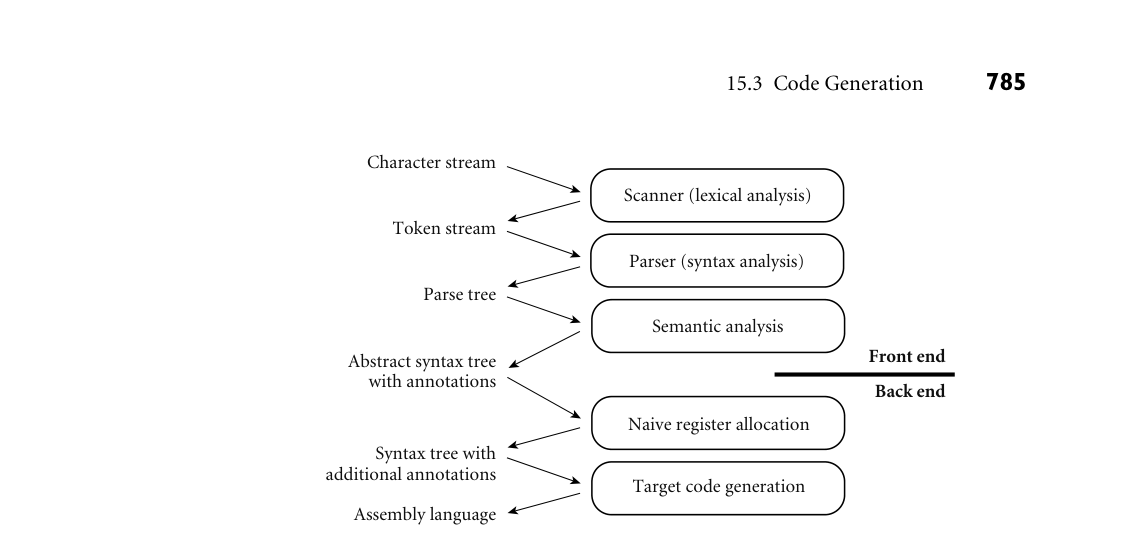 15.3 Code Generation 785
Character stream
Scanner (lexical analysis)
Token stream
Parser (syntax analysis)
Parse tree
Semantic analysis
Front end
Abstract syntax tree
with annotations
Back end
Naive register allocation
Syntax tree with
additional annotations
Target code generation
Assembly language